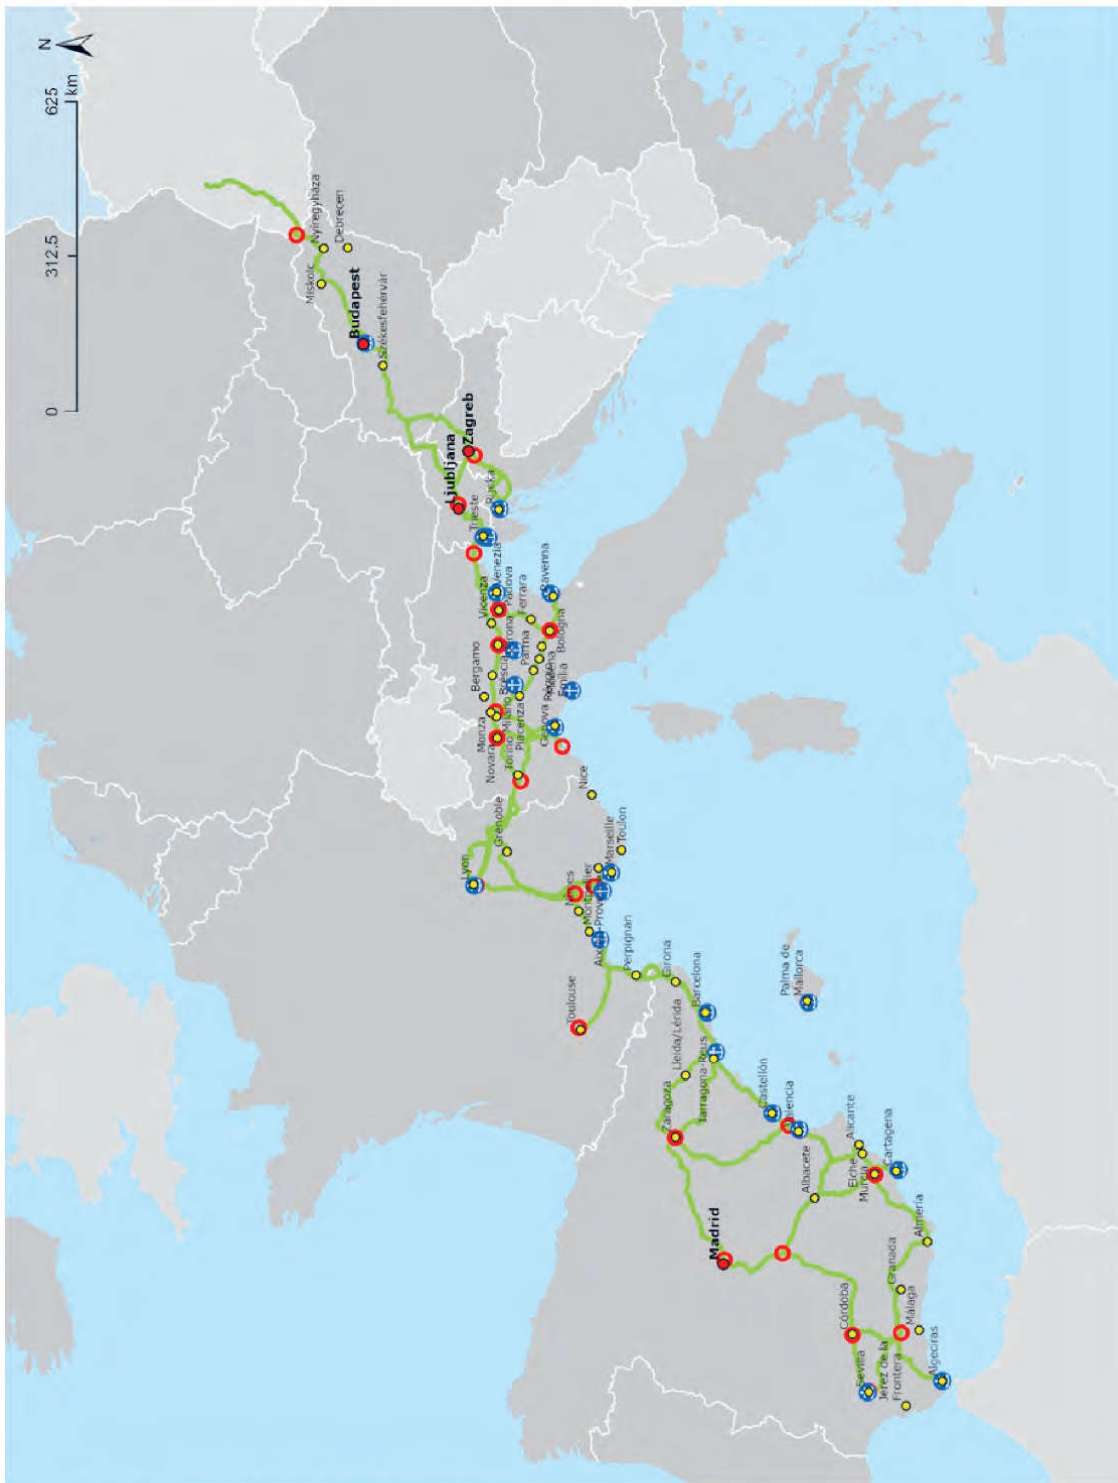 N
0
312.5
625
km
Nyíregyháza
Debrecen
Miskolc
Budapest
Székesfehérvár
Zagreb
Ljubljana
Rijeka
Trieste
Venezia
Padova
Vicenza
Ferrara
Ravenna
Bologna
Parma
Brescia
Bergamo
Emilia
Milano
Piacenza
Monza
Novara
Torino
Genova
Nice
Grenoble
Lyon
Toulon
Marseille
Perpignan
Girona
Toulouse
Barcelona
Lleida/Lérida
Tarragona-Reus
Palma de
Mallorca
Zaragoza
Castellón
Alicante
Albacete
Elche
Murcia
Cartagena
Madrid
Almería
Granada
Málaga
Córdoba
Sevilla
Jerez de la
Frontera
Algeciras